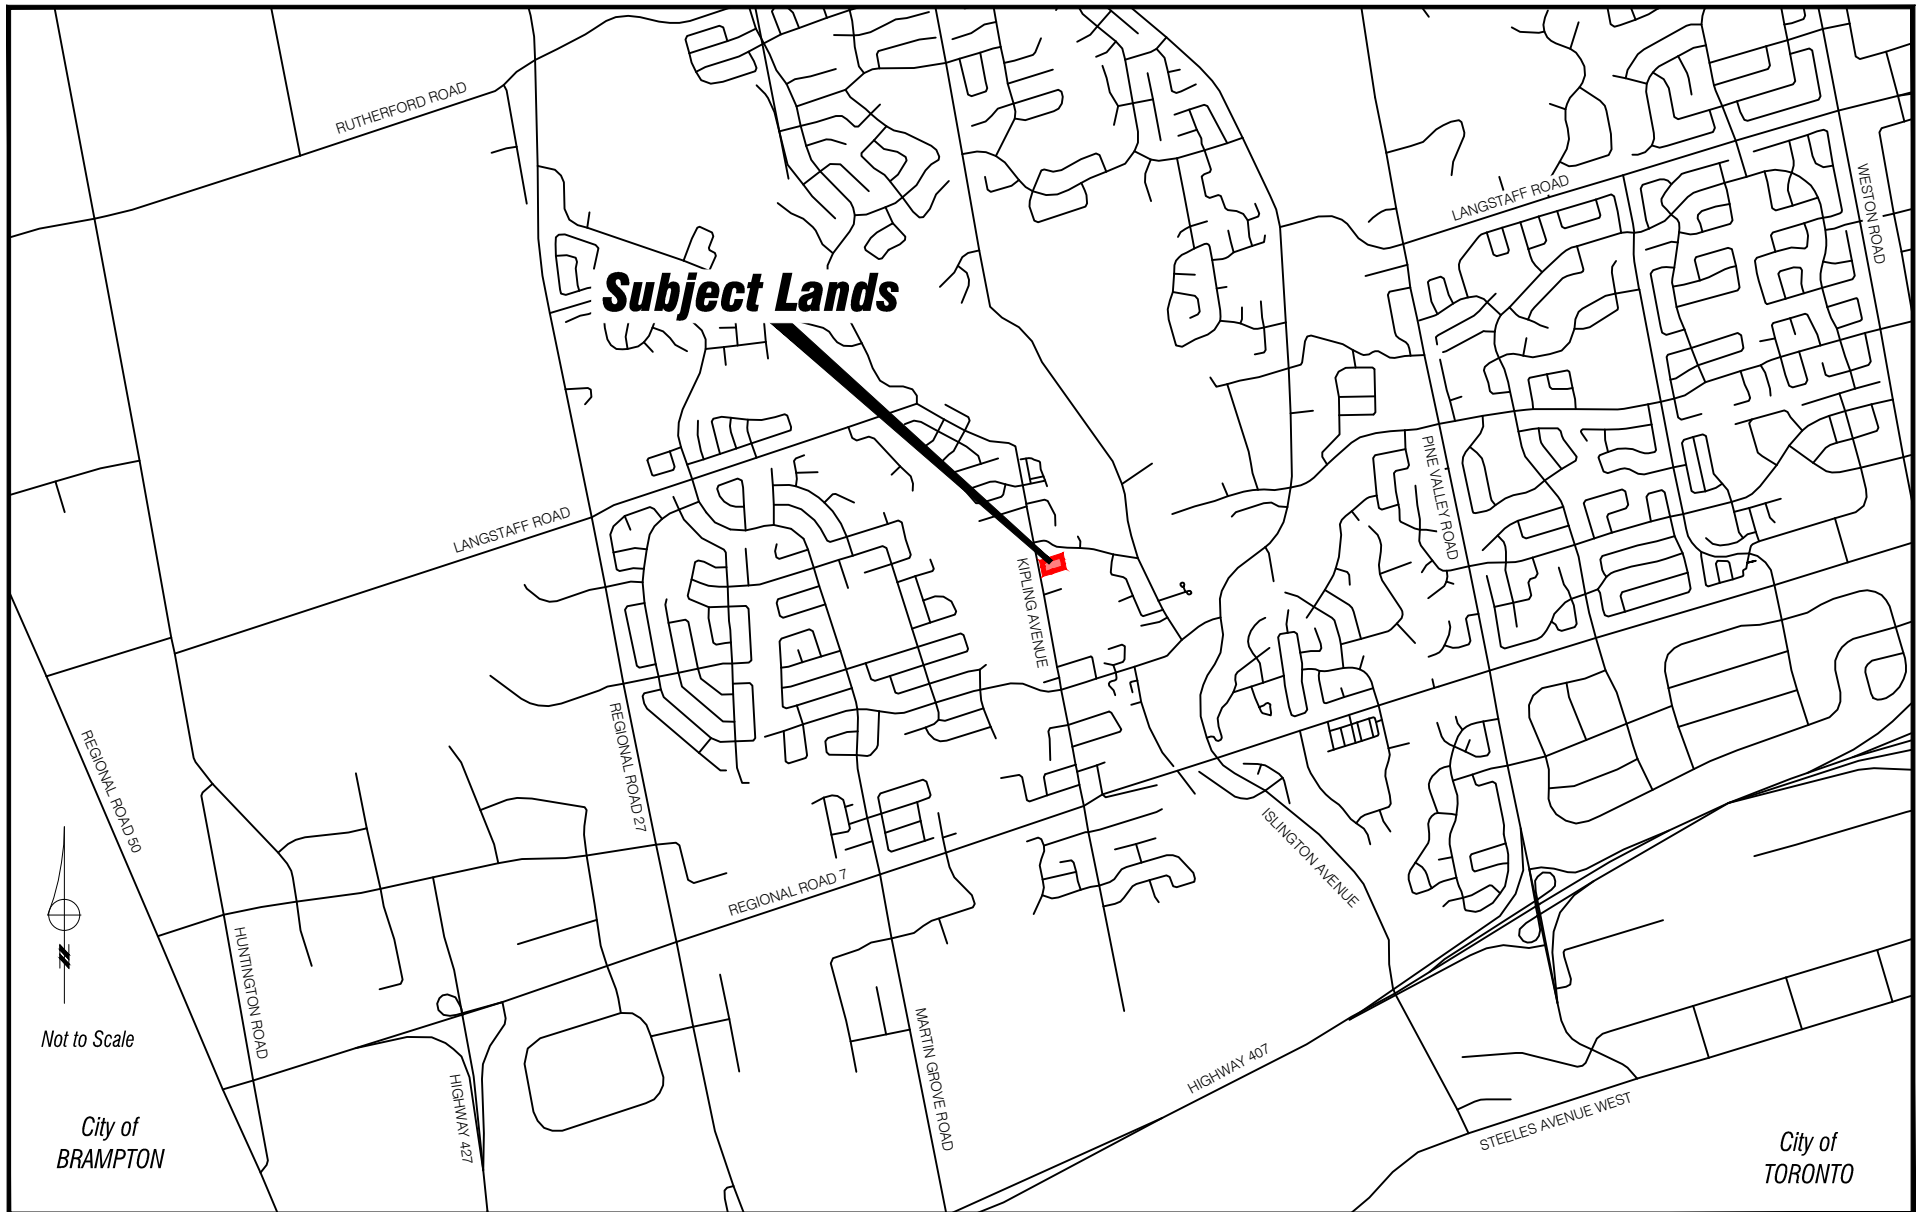 RUTHERFORD ROAD
LANGSTAFF ROAD
WESTON ROAD
Subject Lands
PINE VALLEY ROAD
LANGSTAFF ROAD
KIPLING AVENUE
REGIONAL ROAD 27
REGIONAL ROAD 50
ISLINGTON AVENUE
REGIONAL ROAD 7
HUNTINGTON ROAD
N
Not to Scale
MARTIN GROVE ROAD
HIGHWAY 407
HIGHWAY 427
STEELES AVENUE WEST
City of
BRAMPTON
City of
TORONTO